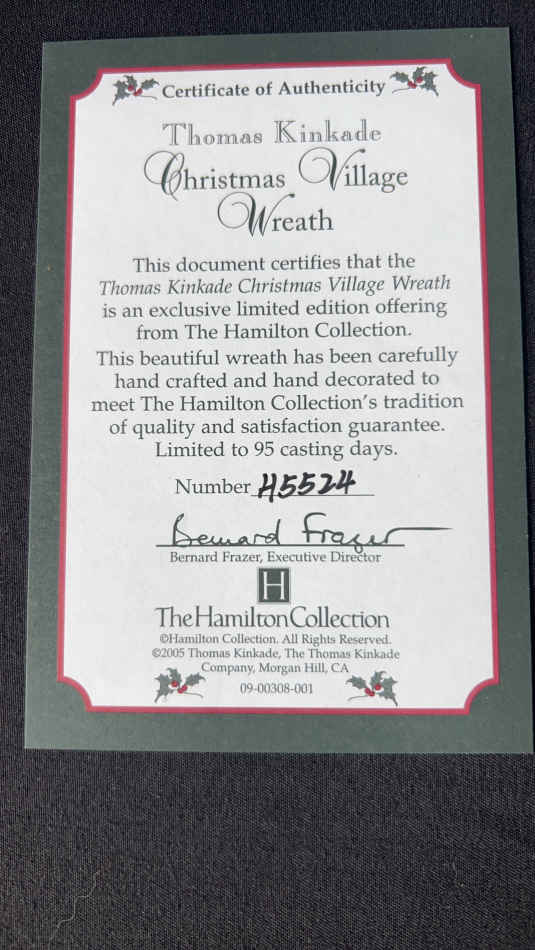 Certificate of Authenticity
Thomas Kinkade
Christmas Village
Wreath
This document certifies that the
Thomas Kinkade Christmas Village Wreath
is an exclusive limited edition offering
from The Hamilton Collection.
This beautiful wreath has been carefully
hand crafted and hand decorated to
meet The Hamilton Collection's tradition
of quality and satisfaction guarantee.
Limited to 95 casting days.
Number H5524
Bernard Frazer
Bernard Frazer, Executive Director
H
The Hamilton Collection
©Hamilton Collection. All Rights Reserved.
©2005 Thomas Kinkade, The Thomas Kinkade
Company, Morgan Hill, CA
09-00308-001